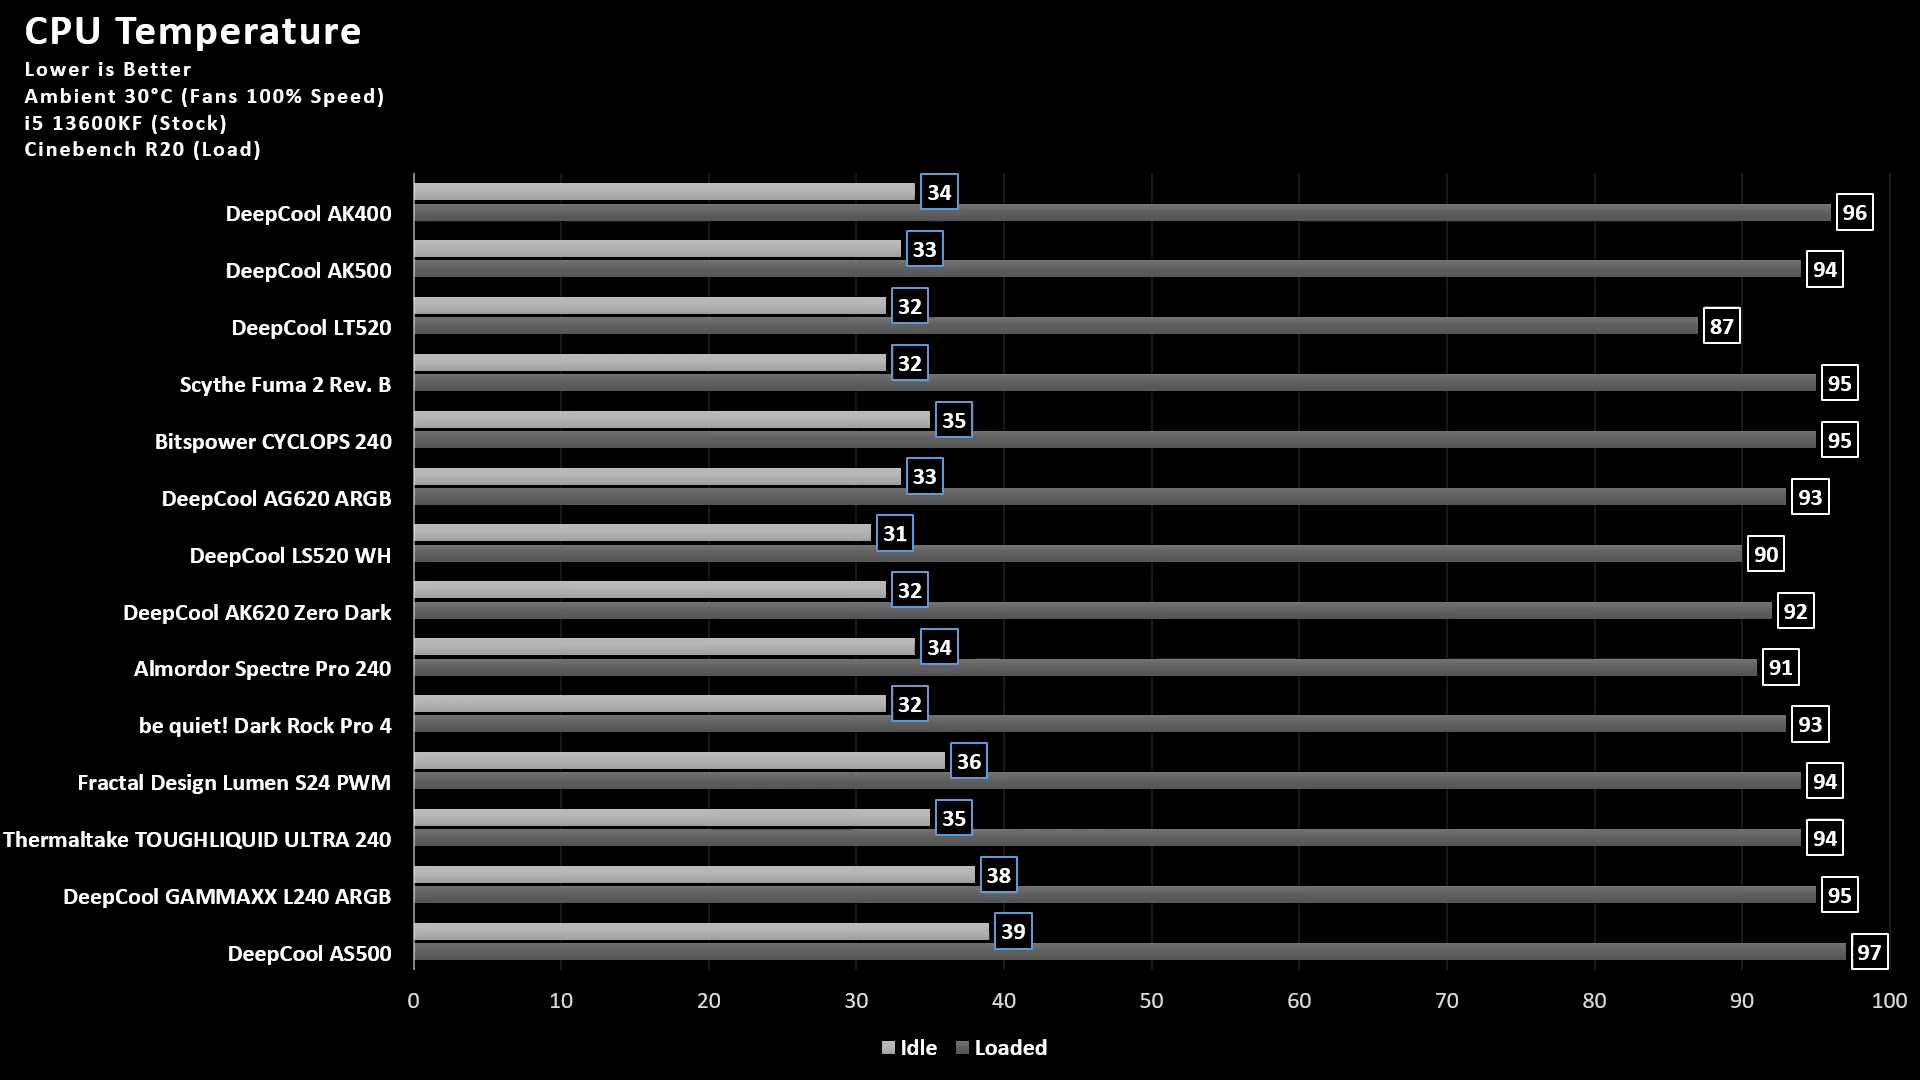 CPU Temperature
Lower is Better
Ambient 30°C (Fans 100% Speed)
i5 13600KF (Stock)
Cinebench R20 (Load)
34
DeepCool AK400 96
33
DeepCool AK500 94
32
DeepCool LT520 87
32
Scythe Fuma 2 Rev. B 95
35
Bitspower CYCLOPS 240 95
33
DeepCool AG620 ARGB 93
31
DeepCool LS520 WH 90
32
DeepCool AK620 Zero Dark 92
34
Almordor Spectre Pro 240 91
32
be quiet! Dark Rock Pro 4 93
36
Fractal Design Lumen S24 PWM 94
35
Thermaltake TOUGHLIQUID ULTRA 240 94
38
DeepCool GAMMAXX L240 ARGB 95
39
DeepCool AS500 97
0 10 20 30 40 50 60 70 80 90 100
Idle Loaded